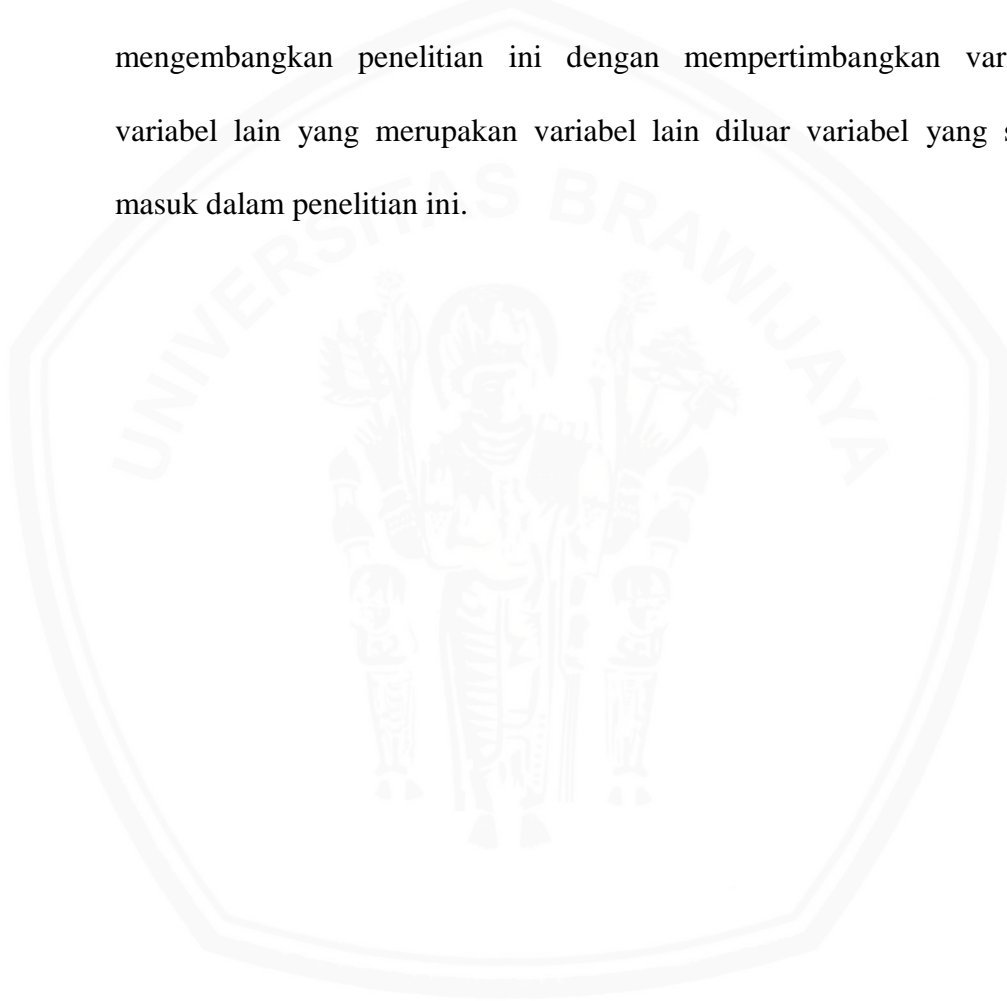 mengembangkan penelitian ini dengan mempertimbangkan
variabel lain yang merupakan variabel lain diluar variabel yang
masuk dalam penelitian ini.
UNIVERSITAS BRAWIJAYA